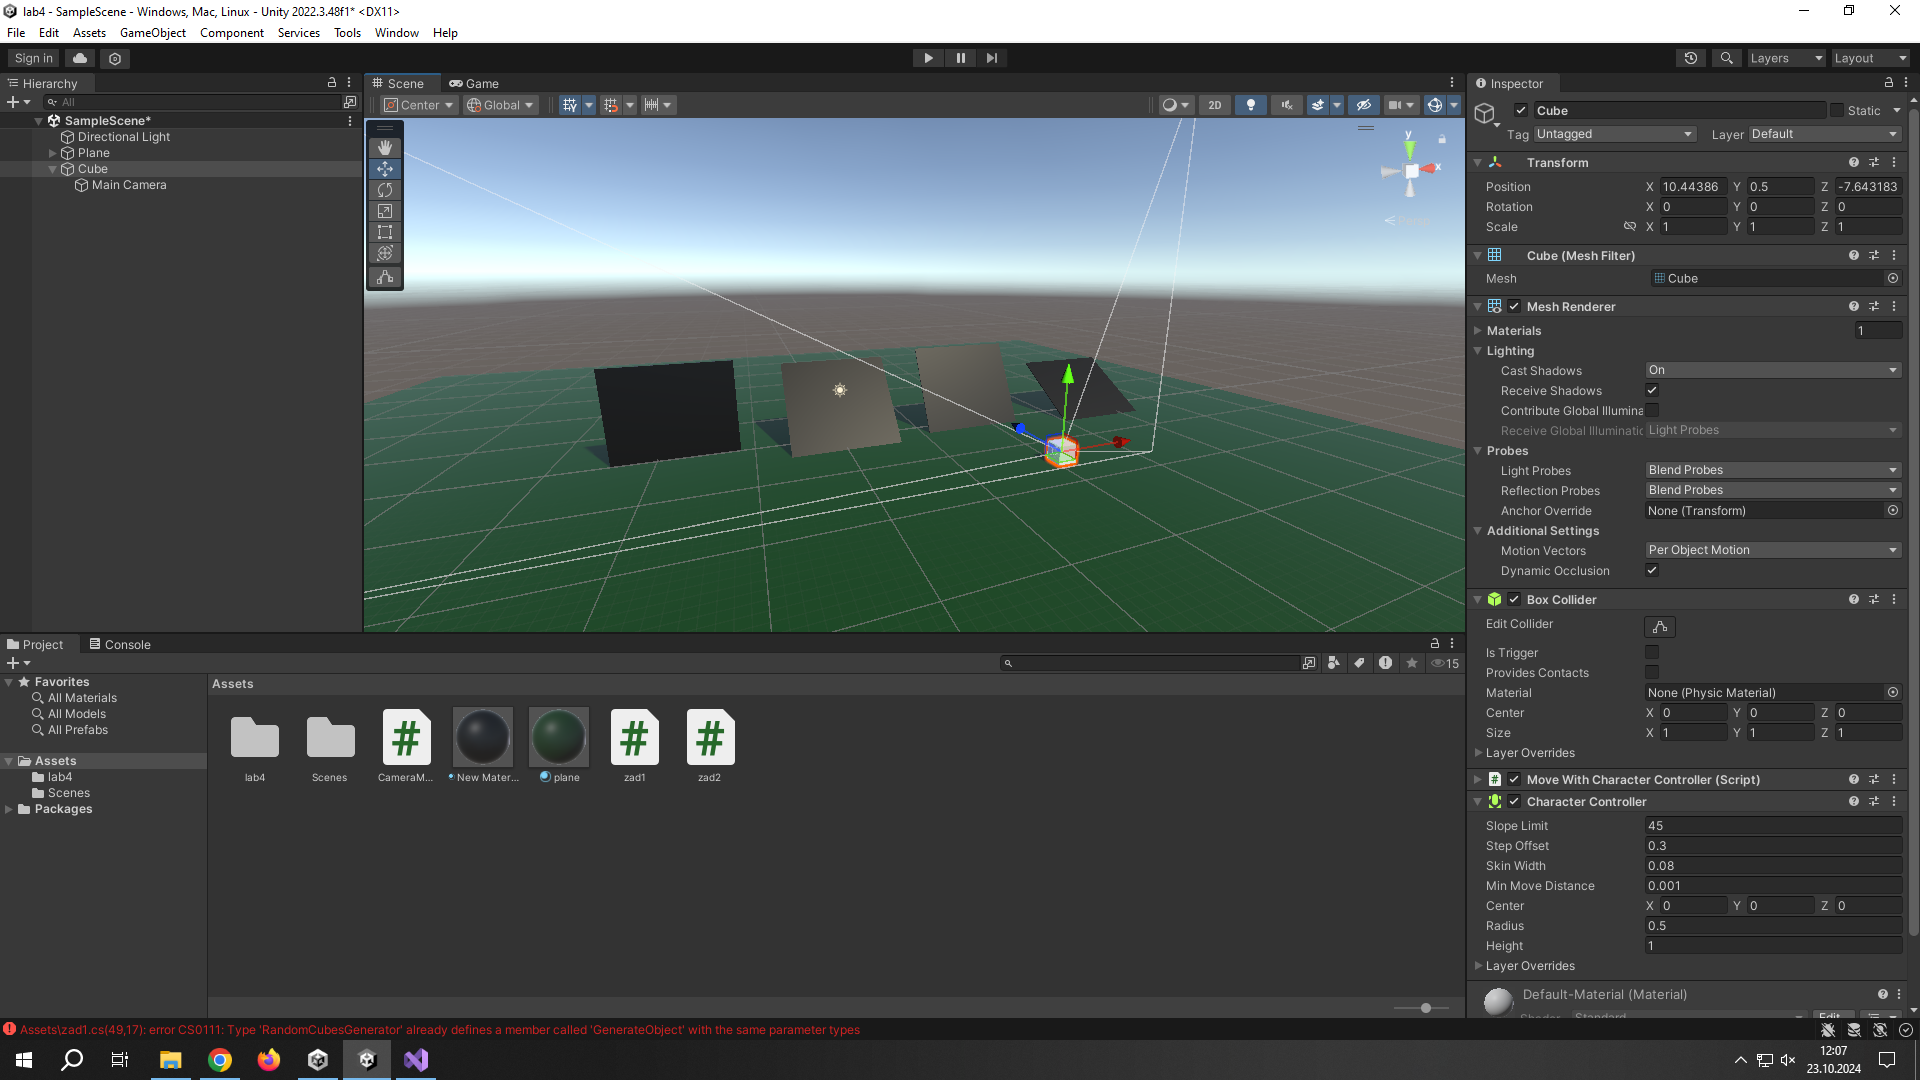 lab4 - SampleScene - Windows, Mac, Linux - Unity 2022.3.48f1* <DX11>
File Edit Assets GameObject Component Services Tools Window Help
Sign in
Layers
Layout
Hierarchy
All
SampleScene*
Directional Light
Plane
Cube
Main Camera
Scene
Game
Center
Global
2D
y
x
Project
Console
15
Favorites
All Materials
All Models
All Prefabs
Assets
lab4
Scenes
Packages
Assets
lab4
Scenes
CameraM...
New Mater...
plane
zad1
zad2
Inspector
Cube
Static
Tag Untagged
Layer Default
Transform
Position X 10.44386 Y 0.5 Z -7.643183
Rotation X 0 Y 0 Z 0
Scale X 1 Y 1 Z 1
Cube (Mesh Filter)
Mesh Cube
Mesh Renderer
Materials 1
Lighting
Cast Shadows On
Receive Shadows
Contribute Global Illumina
Receive Global Illuminatic Light Probes
Probes
Light Probes Blend Probes
Reflection Probes Blend Probes
Anchor Override None (Transform)
Additional Settings
Motion Vectors Per Object Motion
Dynamic Occlusion
Box Collider
Edit Collider
Is Trigger
Provides Contacts
Material None (Physic Material)
Center X 0 Y 0 Z 0
Size X 1 Y 1 Z 1
Layer Overrides
Move With Character Controller (Script)
Character Controller
Slope Limit 45
Step Offset 0.3
Skin Width 0.08
Min Move Distance 0.001
Center X 0 Y 0 Z 0
Radius 0.5
Height 1
Layer Overrides
Default-Material (Material)
Shader Standard Edit...
Assets\zad1.cs(49,17): error CS0111: Type 'RandomCubesGenerator' already defines a member called 'GenerateObject' with the same parameter types
12:07
23.10.2024